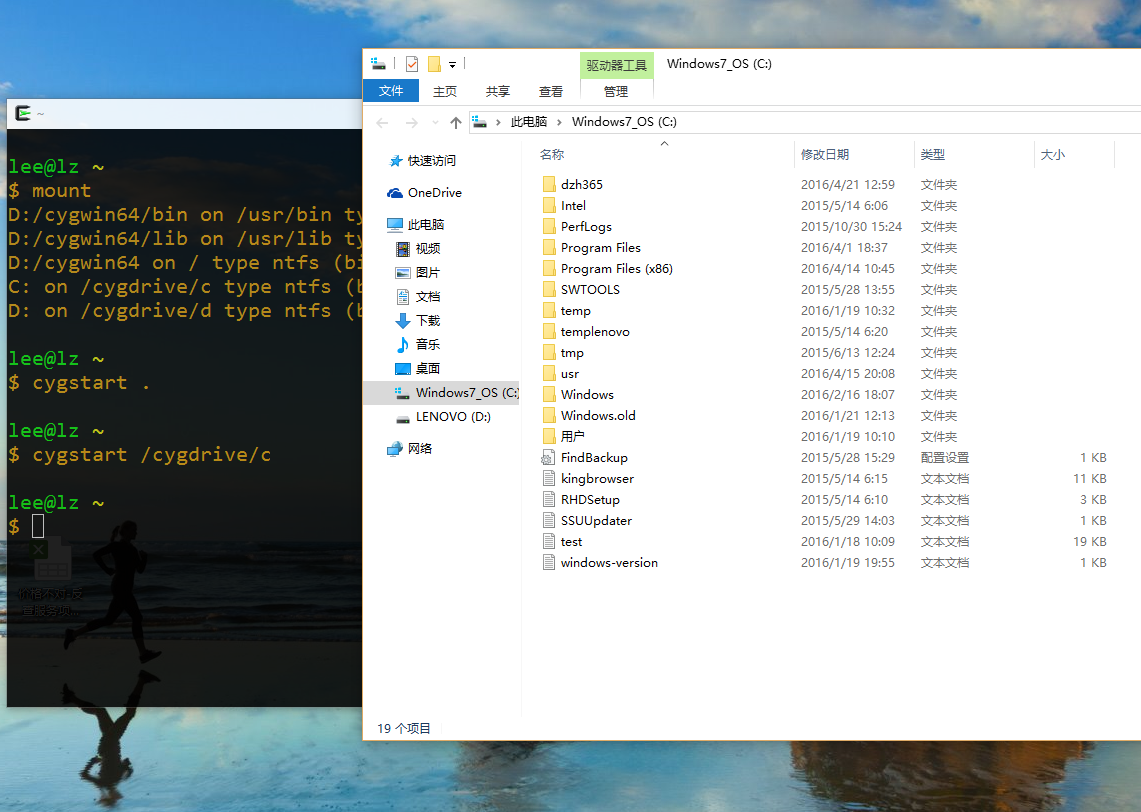 ~
lee@lz ~
$ mount
D:/cygwin64/bin on /usr/bin ty
D:/cygwin64/lib on /usr/lib ty
D:/cygwin64 on / type ntfs (bi
C: on /cygdrive/c type ntfs (b
D: on /cygdrive/d type ntfs (b
lee@lz ~
$ cygstart .
lee@lz ~
$ cygstart /cygdrive/c
lee@lz ~
$
驱动器工具 Windows7_OS (C:)
文件 主页 共享 查看 管理
此电脑 › Windows7_OS (C:)
快速访问
OneDrive
此电脑
视频
图片
文档
下载
音乐
桌面
Windows7_OS (C:)
LENOVO (D:)
网络
名称 修改日期 类型 大小
dzh365 2016/4/21 12:59 文件夹
Intel 2015/5/14 6:06 文件夹
PerfLogs 2015/10/30 15:24 文件夹
Program Files 2016/4/1 18:37 文件夹
Program Files (x86) 2016/4/14 10:45 文件夹
SWTOOLS 2015/5/28 13:55 文件夹
temp 2016/1/19 10:32 文件夹
templenovo 2015/5/14 6:20 文件夹
tmp 2015/6/13 12:24 文件夹
usr 2016/4/15 20:08 文件夹
Windows 2016/2/16 18:07 文件夹
Windows.old 2016/1/21 12:13 文件夹
用户 2016/1/19 10:10 文件夹
FindBackup 2015/5/28 15:29 配置设置 1 KB
kingbrowser 2015/5/14 6:15 文本文档 11 KB
RHDSetup 2015/5/14 6:10 文本文档 3 KB
SSUUpdater 2015/5/29 14:03 文本文档 1 KB
test 2016/1/18 10:09 文本文档 19 KB
windows-version 2016/1/19 19:55 文本文档 1 KB
19 个项目